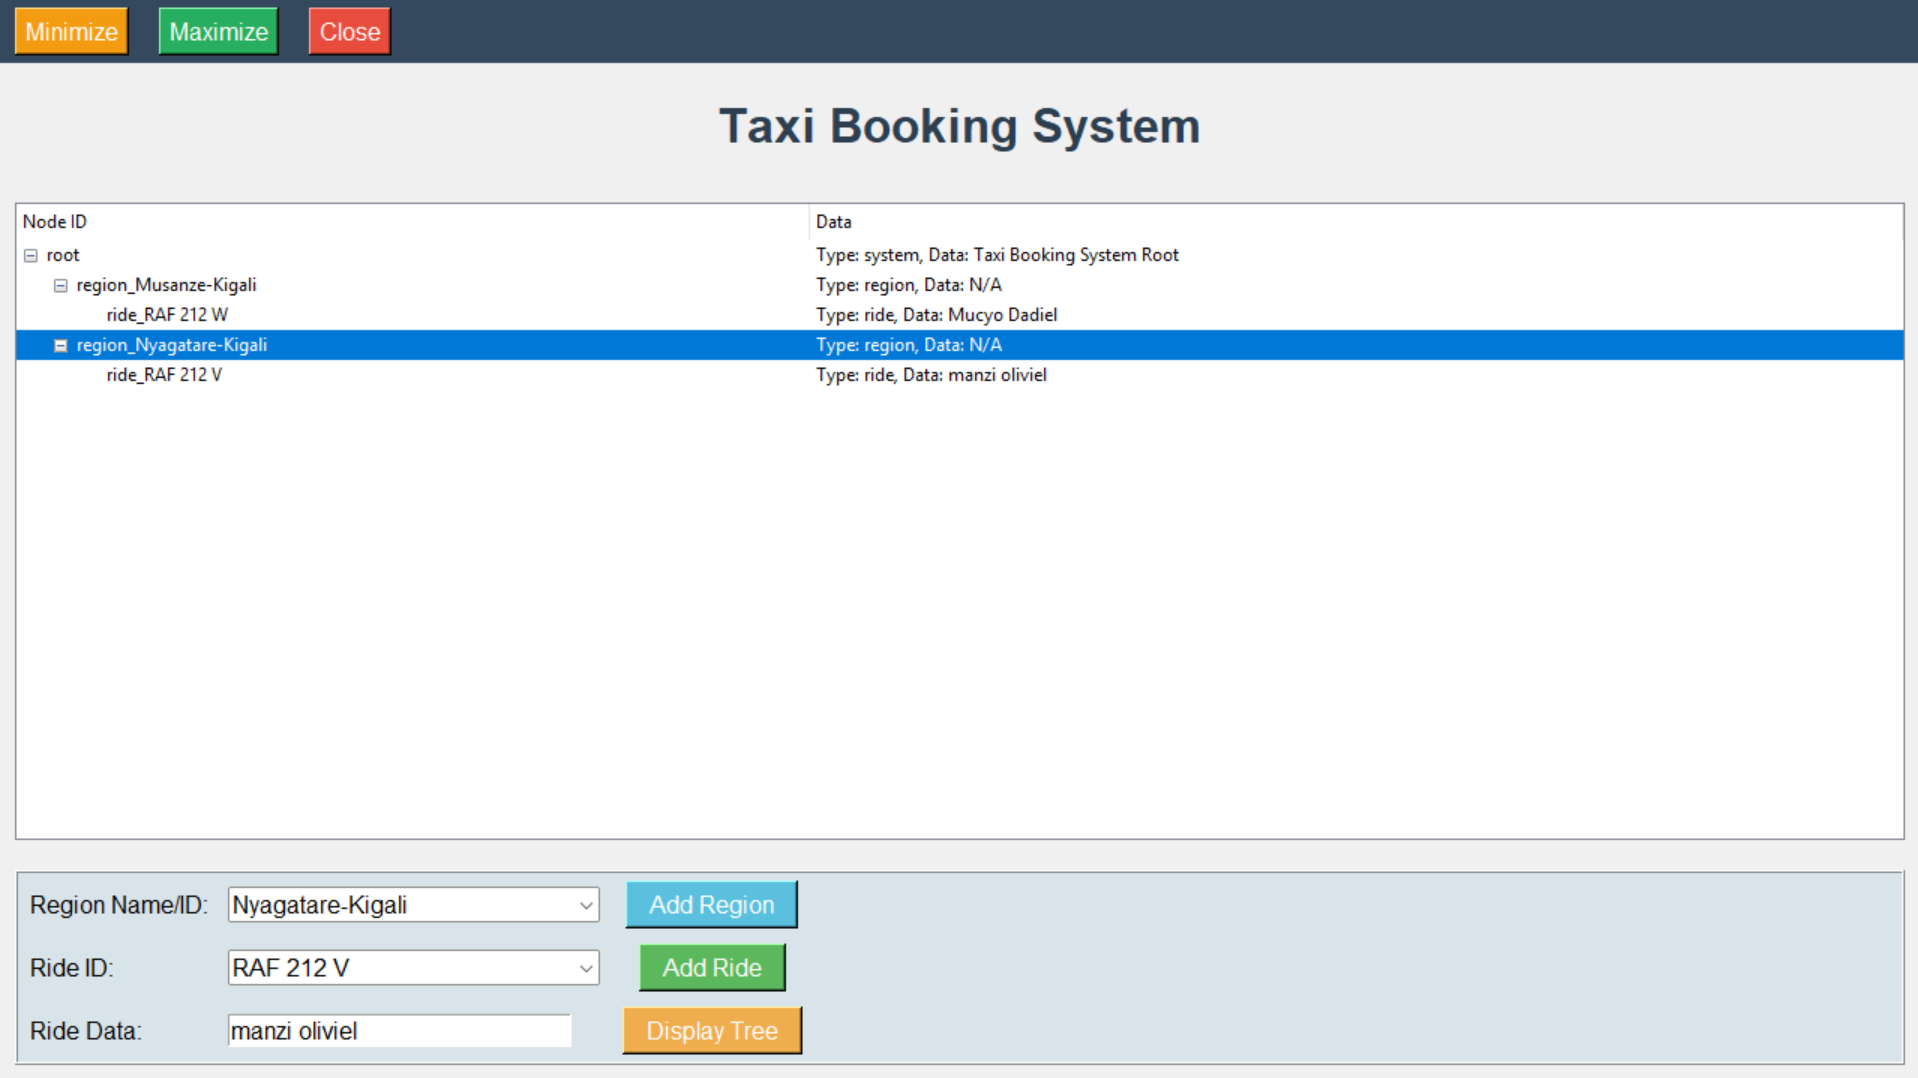 Minimize Maximize Close
Taxi Booking System
Node ID Data
root Type: system, Data: Taxi Booking System Root
region_Musanze-Kigali Type: region, Data: N/A
ride_RAF 212 W Type: ride, Data: Mucyo Dadiel
region_Nyagatare-Kigali Type: region, Data: N/A
ride_RAF 212 V Type: ride, Data: manzi oliviel
Region Name/ID: Nyagatare-Kigali Add Region
Ride ID: RAF 212 V Add Ride
Ride Data: manzi oliviel Display Tree